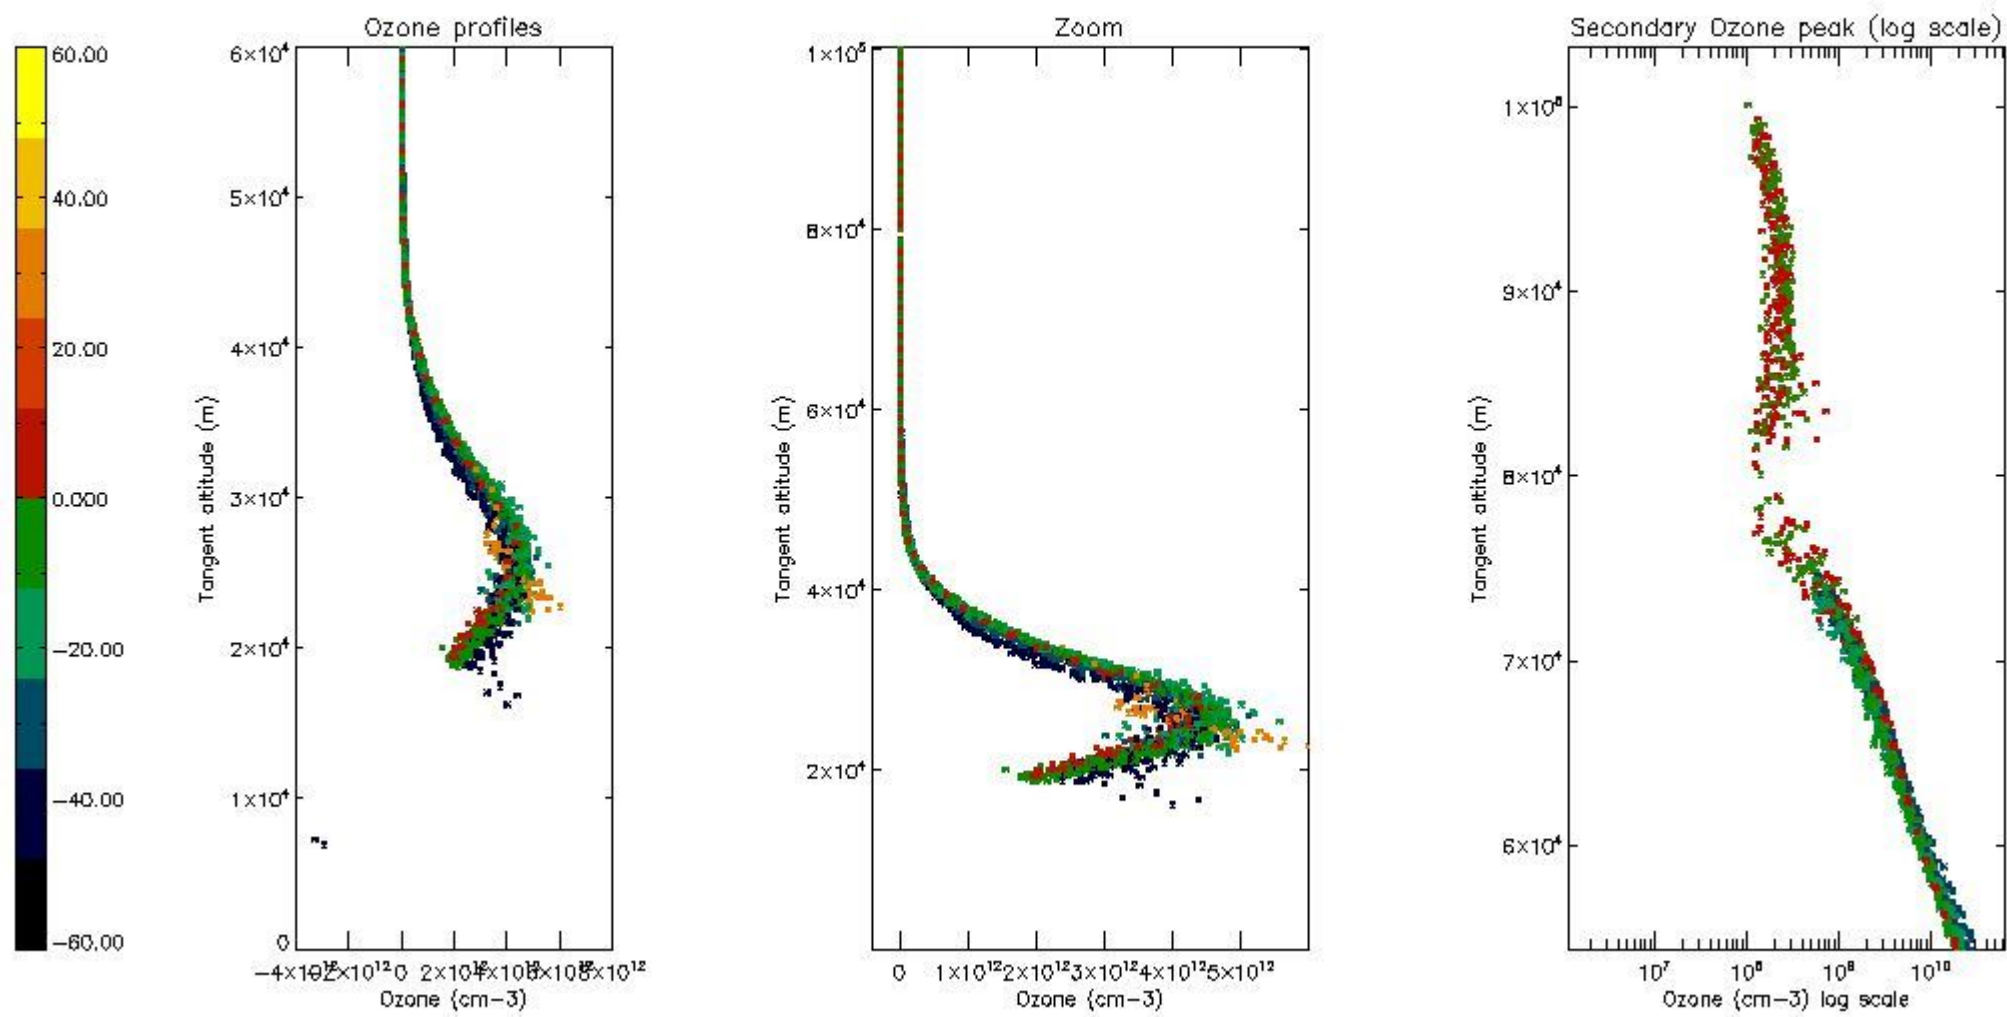 Ozone profiles
60.00
40.00
20.00
0.000
-20.00
-40.00
-60.00
6×10⁴
5×10⁴
4×10⁴
3×10⁴
2×10⁴
1×10⁴
0
Tangent altitude (m)
0
Ozone (cm-3)
Zoom
1×10⁵
8×10⁴
6×10⁴
4×10⁴
2×10⁴
Tangent altitude (m)
0 1×10¹² 2×10¹² 3×10¹² 4×10¹² 5×10¹²
Ozone (cm-3)
Secondary Ozone peak (log scale)
9×10⁴
8×10⁴
7×10⁴
6×10⁴
Tangent altitude (m)
10⁷ 10⁸ 10⁹ 10¹⁰
Ozone (cm-3) log scale